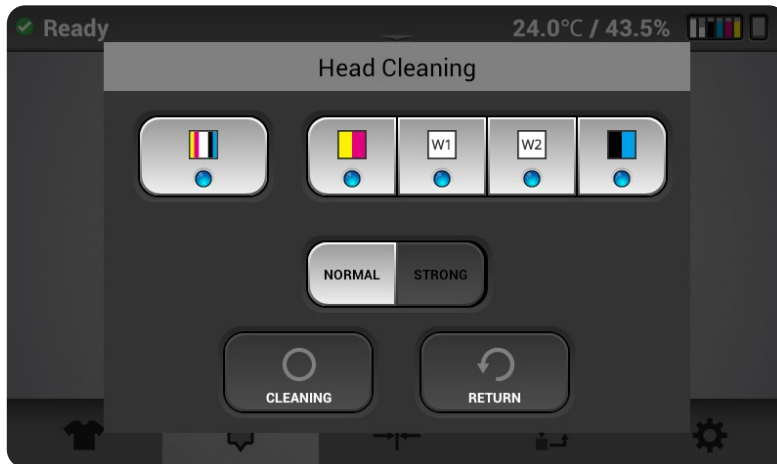 Ready
24.0℃ / 43.5%
Head Cleaning
W1 W2
NORMAL STRONG
CLEANING RETURN